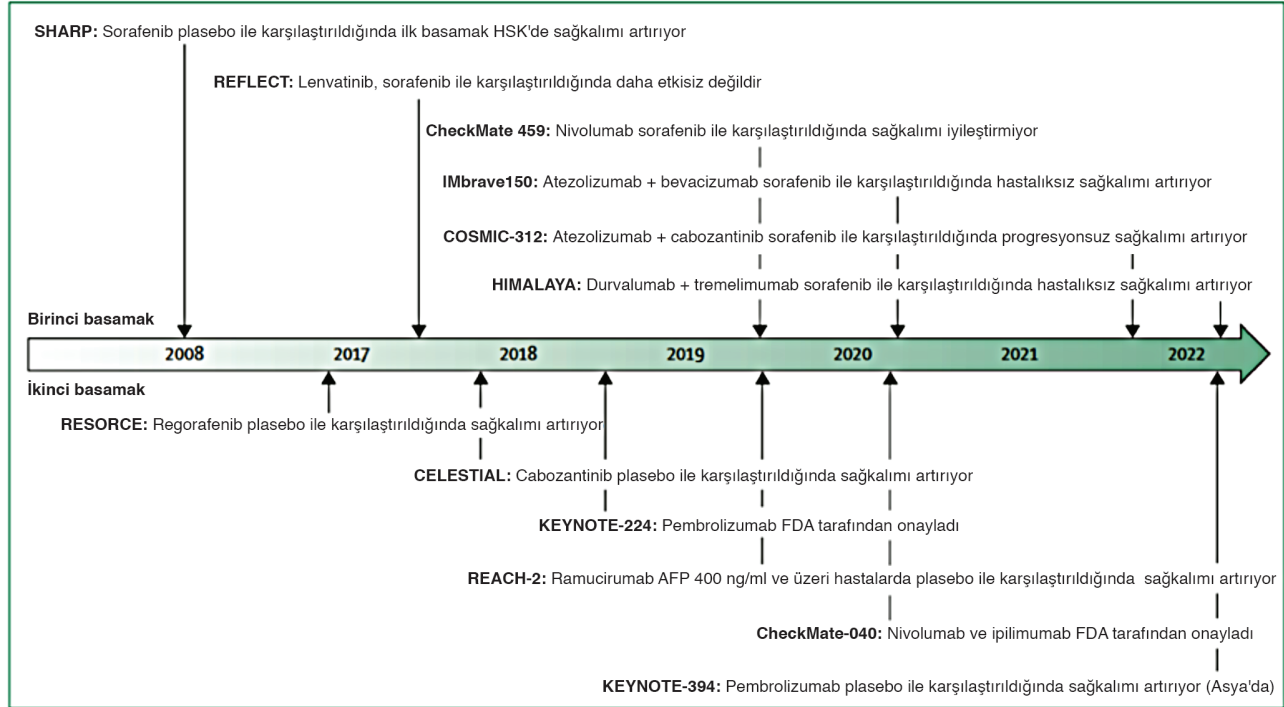 SHARP: Sorafenib plasebo ile karşılaştırıldığında ilk basamak HSK'de sağkalımı artırıyor
REFLECT: Lenvatinib, sorafenib ile karşılaştırıldığında daha etkisiz değildir
CheckMate 459: Nivolumab sorafenib ile karşılaştırıldığında sağkalımı iyileştirmiyor
IMbrave150: Atezolizumab + bevacizumab sorafenib ile karşılaştırıldığında hastalıksız sağkalımı artırıyor
COSMIC-312: Atezolizumab + cabozantinib sorafenib ile karşılaştırıldığında progresyonsuz sağkalımı artırıyor
HIMALAYA: Durvalumab + tremelimumab sorafenib ile karşılaştırıldığında hastalıksız sağkalımı artırıyor
Birinci basamak
2008 2017 2018 2019 2020 2021 2022
İkinci basamak
RESORCE: Regorafenib plasebo ile karşılaştırıldığında sağkalımı artırıyor
CELESTIAL: Cabozantinib plasebo ile karşılaştırıldığında sağkalımı artırıyor
KEYNOTE-224: Pembrolizumab FDA tarafından onayladı
REACH-2: Ramucirumab AFP 400 ng/ml ve üzeri hastalarda plasebo ile karşılaştırıldığında sağkalımı artırıyor
CheckMate-040: Nivolumab ve ipilimumab FDA tarafından onayladı
KEYNOTE-394: Pembrolizumab plasebo ile karşılaştırıldığında sağkalımı artırıyor (Asya'da)